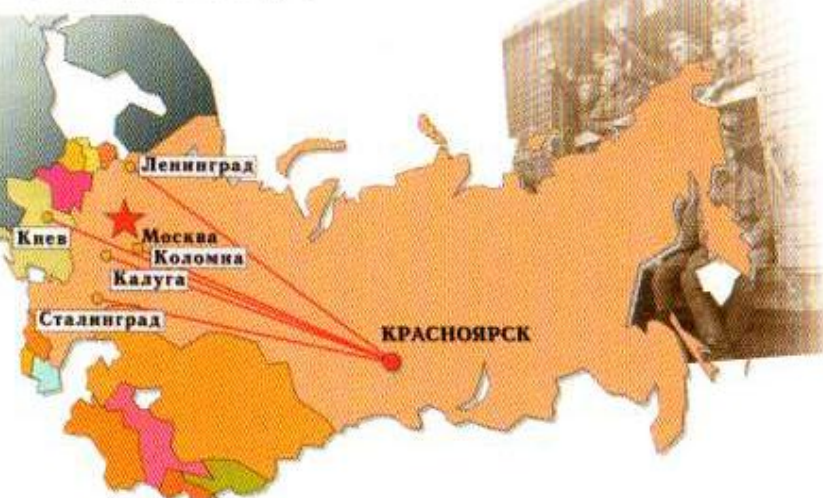 Ленинград
Киев
Москва
Коломна
Калуга
Сталинград
КРАСНОЯРСК